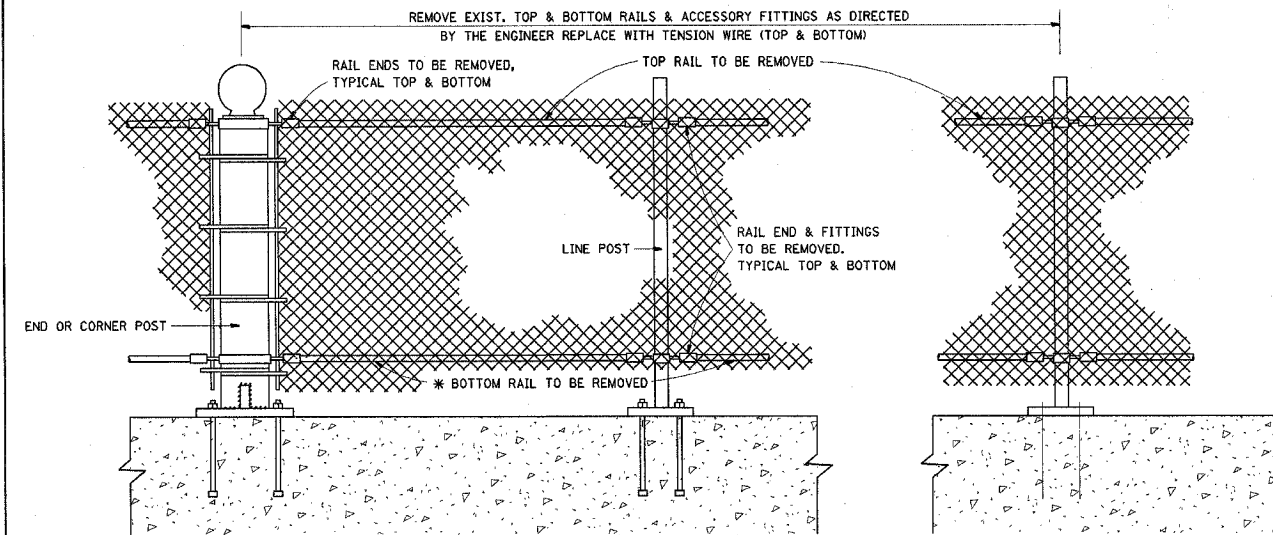 REMOVE EXIST. TOP & BOTTOM RAILS & ACCESSORY FITTINGS AS DIRECTED
BY THE ENGINEER REPLACE WITH TENSION WIRE (TOP & BOTTOM)
RAIL ENDS TO BE REMOVED,
TYPICAL TOP & BOTTOM
TOP RAIL TO BE REMOVED
LINE POST
RAIL END & FITTINGS
TO BE REMOVED.
TYPICAL TOP & BOTTOM
END OR CORNER POST
* BOTTOM RAIL TO BE REMOVED